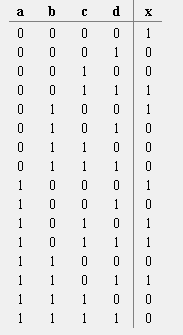 a b c d x
0 0 0 0 1
0 0 0 1 0
0 0 1 0 0
0 0 1 1 1
0 1 0 0 1
0 1 0 1 0
0 1 1 0 0
0 1 1 1 0
1 0 0 0 1
1 0 0 1 0
1 0 1 0 1
1 0 1 1 1
1 1 0 0 0
1 1 0 1 1
1 1 1 0 0
1 1 1 1 0